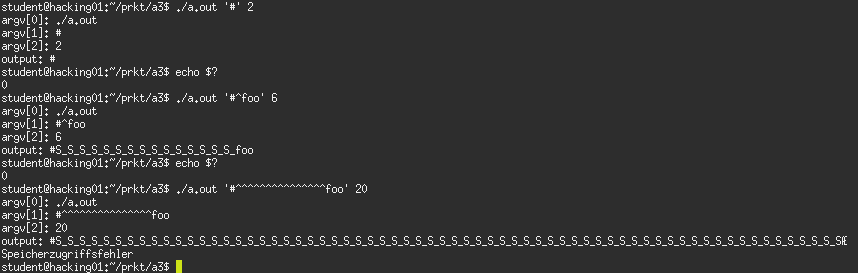 student@hacking01:~/prkt/a3$ ./a.out '#' 2
argv[0]: ./a.out
argv[1]: #
argv[2]: 2
output: #
student@hacking01:~/prkt/a3$ echo $?
0
student@hacking01:~/prkt/a3$ ./a.out '#^foo' 6
argv[0]: ./a.out
argv[1]: #^foo
argv[2]: 6
output: #S_S_S_S_S_S_S_S_S_S_S_S_S_S_S_foo
student@hacking01:~/prkt/a3$ echo $?
0
student@hacking01:~/prkt/a3$ ./a.out '#^^^^^^^^^^^^^^^foo' 20
argv[0]: ./a.out
argv[1]: #^^^^^^^^^^^^^^^foo
argv[2]: 20
output: #S_S_S_S_S_S_S_S_S_S_S_S_S_S_S_S_S_S_S_S_S_S_S_S_S_S_S_S_S_S_S_S_S_S_S_S_S_S_S_S_S_S_S_S_S_S_S_S_S_S_S_S_S_S_S_S_S_S_S_S_S_S_S_S_S_S
Speicherzugriffsfehler
student@hacking01:~/prkt/a3$